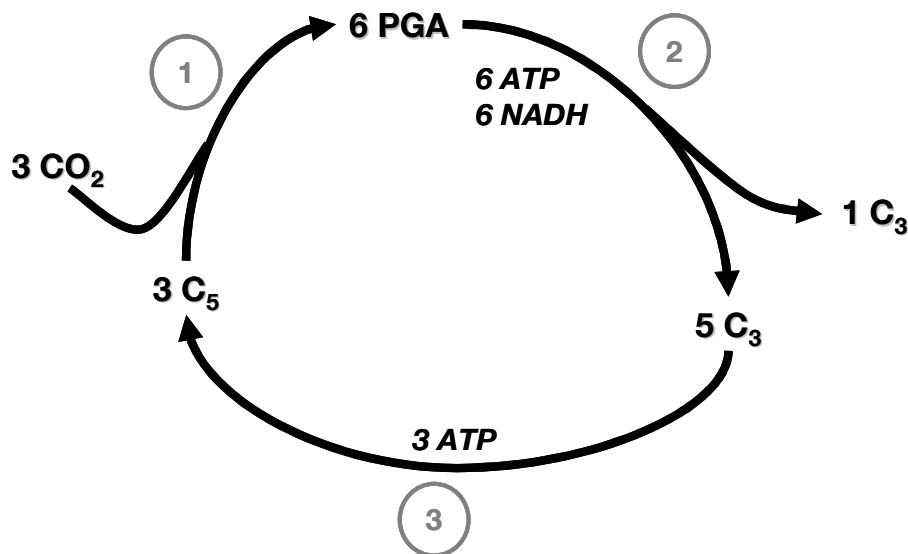 6 PGA
1
2
6 ATP
6 NADH
3 CO₂
1 C₃
3 C₅
5 C₃
3 ATP
3